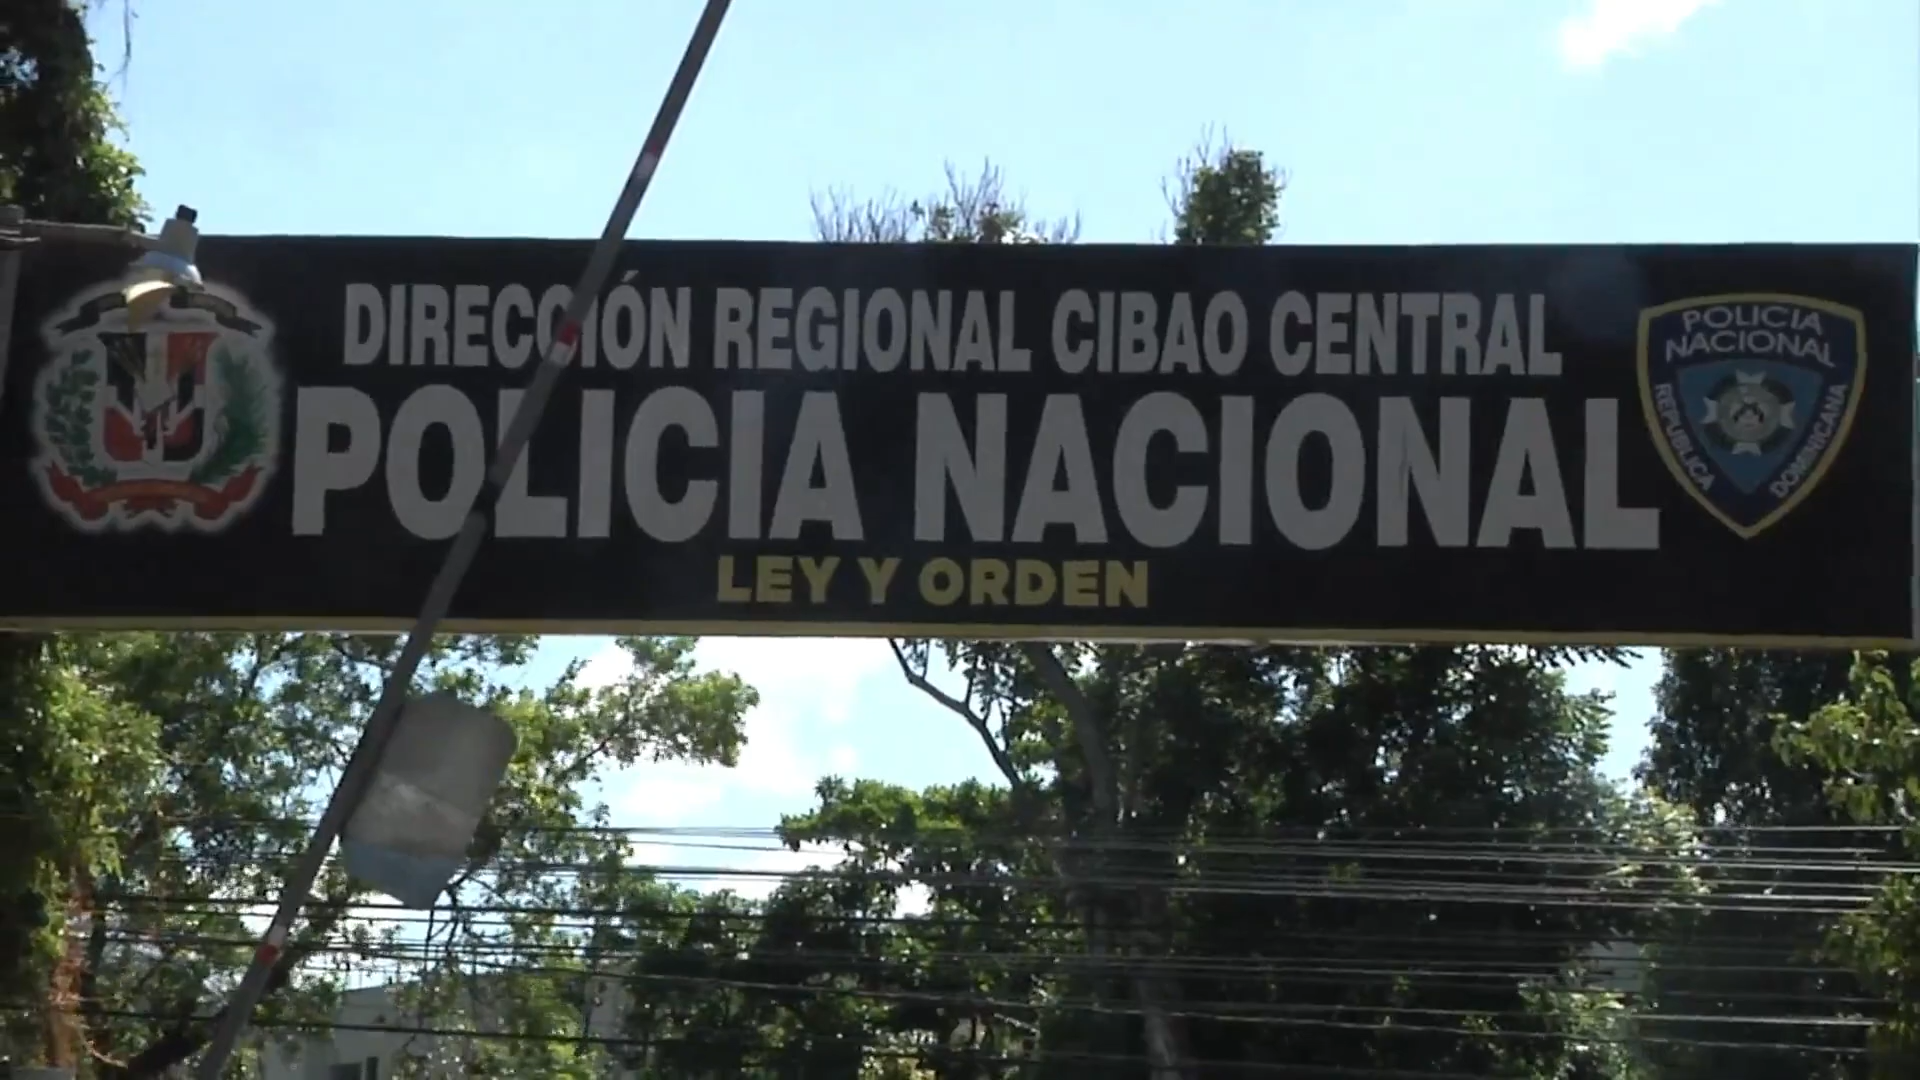 DIRECCIÓN REGIONAL CIBAO CENTRAL
POLICIA NACIONAL
LEY Y ORDEN
POLICIA
NACIONAL
REPUBLICA
DOMINICANA